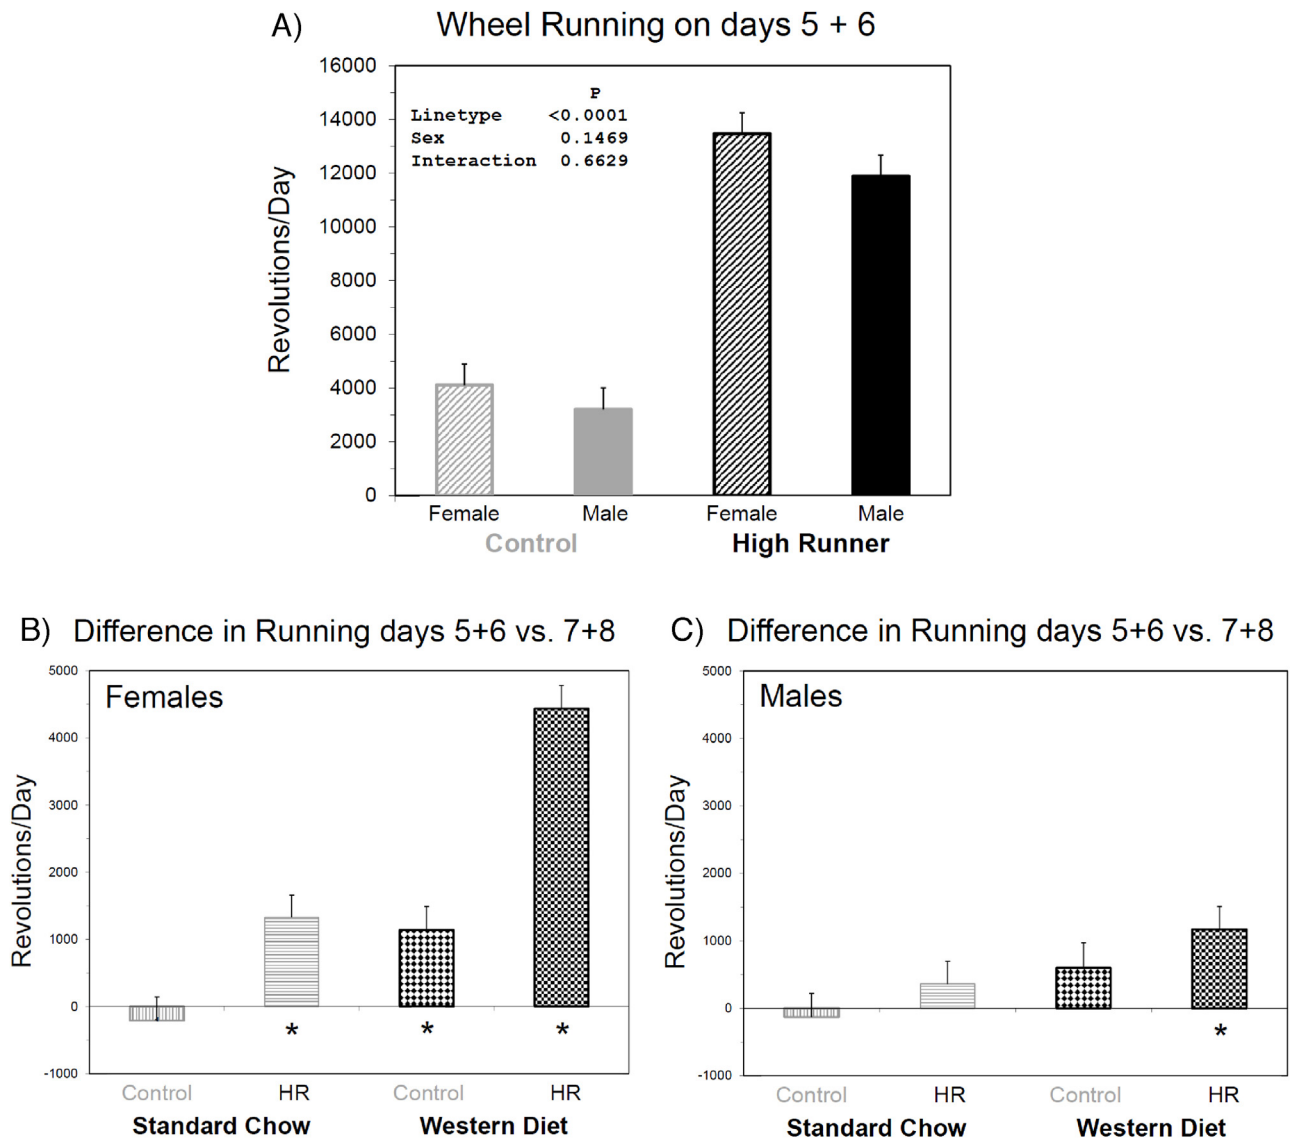 A) Wheel Running on days 5 + 6
Revolutions/Day
16000
14000
12000
10000
8000
6000
4000
2000
0
P
Linetype <0.0001
Sex 0.1469
Interaction 0.6629
Female Male Female Male
Control High Runner
B) Difference in Running days 5+6 vs. 7+8
Revolutions/Day
5000
4000
3000
2000
1000
0
-1000
Females
* * *
Control HR Control HR
Standard Chow Western Diet
C) Difference in Running days 5+6 vs. 7+8
Revolutions/Day
5000
4000
3000
2000
1000
0
-1000
Males
*
Control HR Control HR
Standard Chow Western Diet